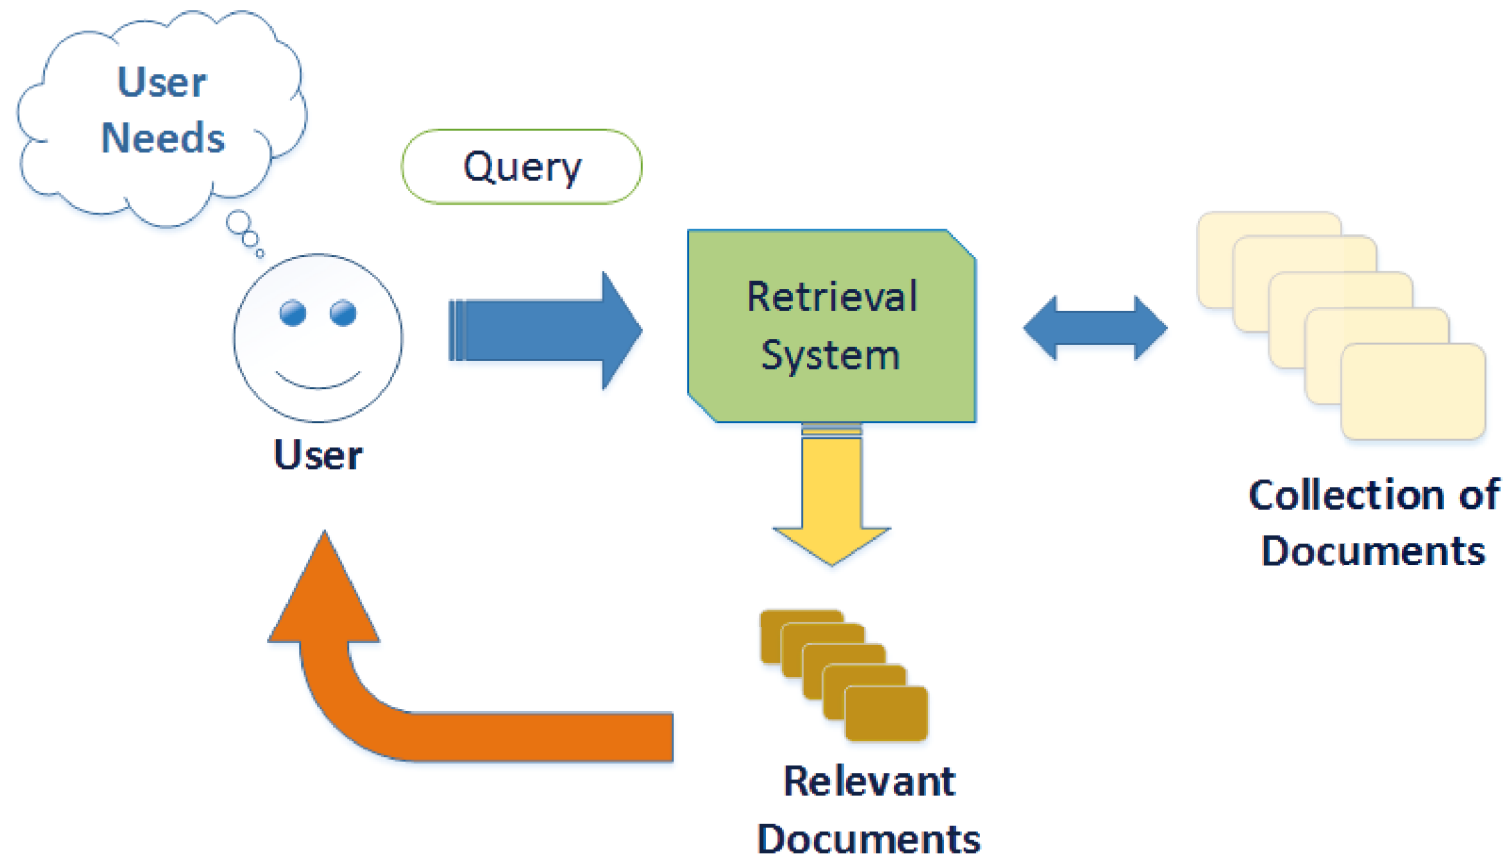 User
Needs
Query
Retrieval
System
User
Collection of
Documents
Relevant
Documents